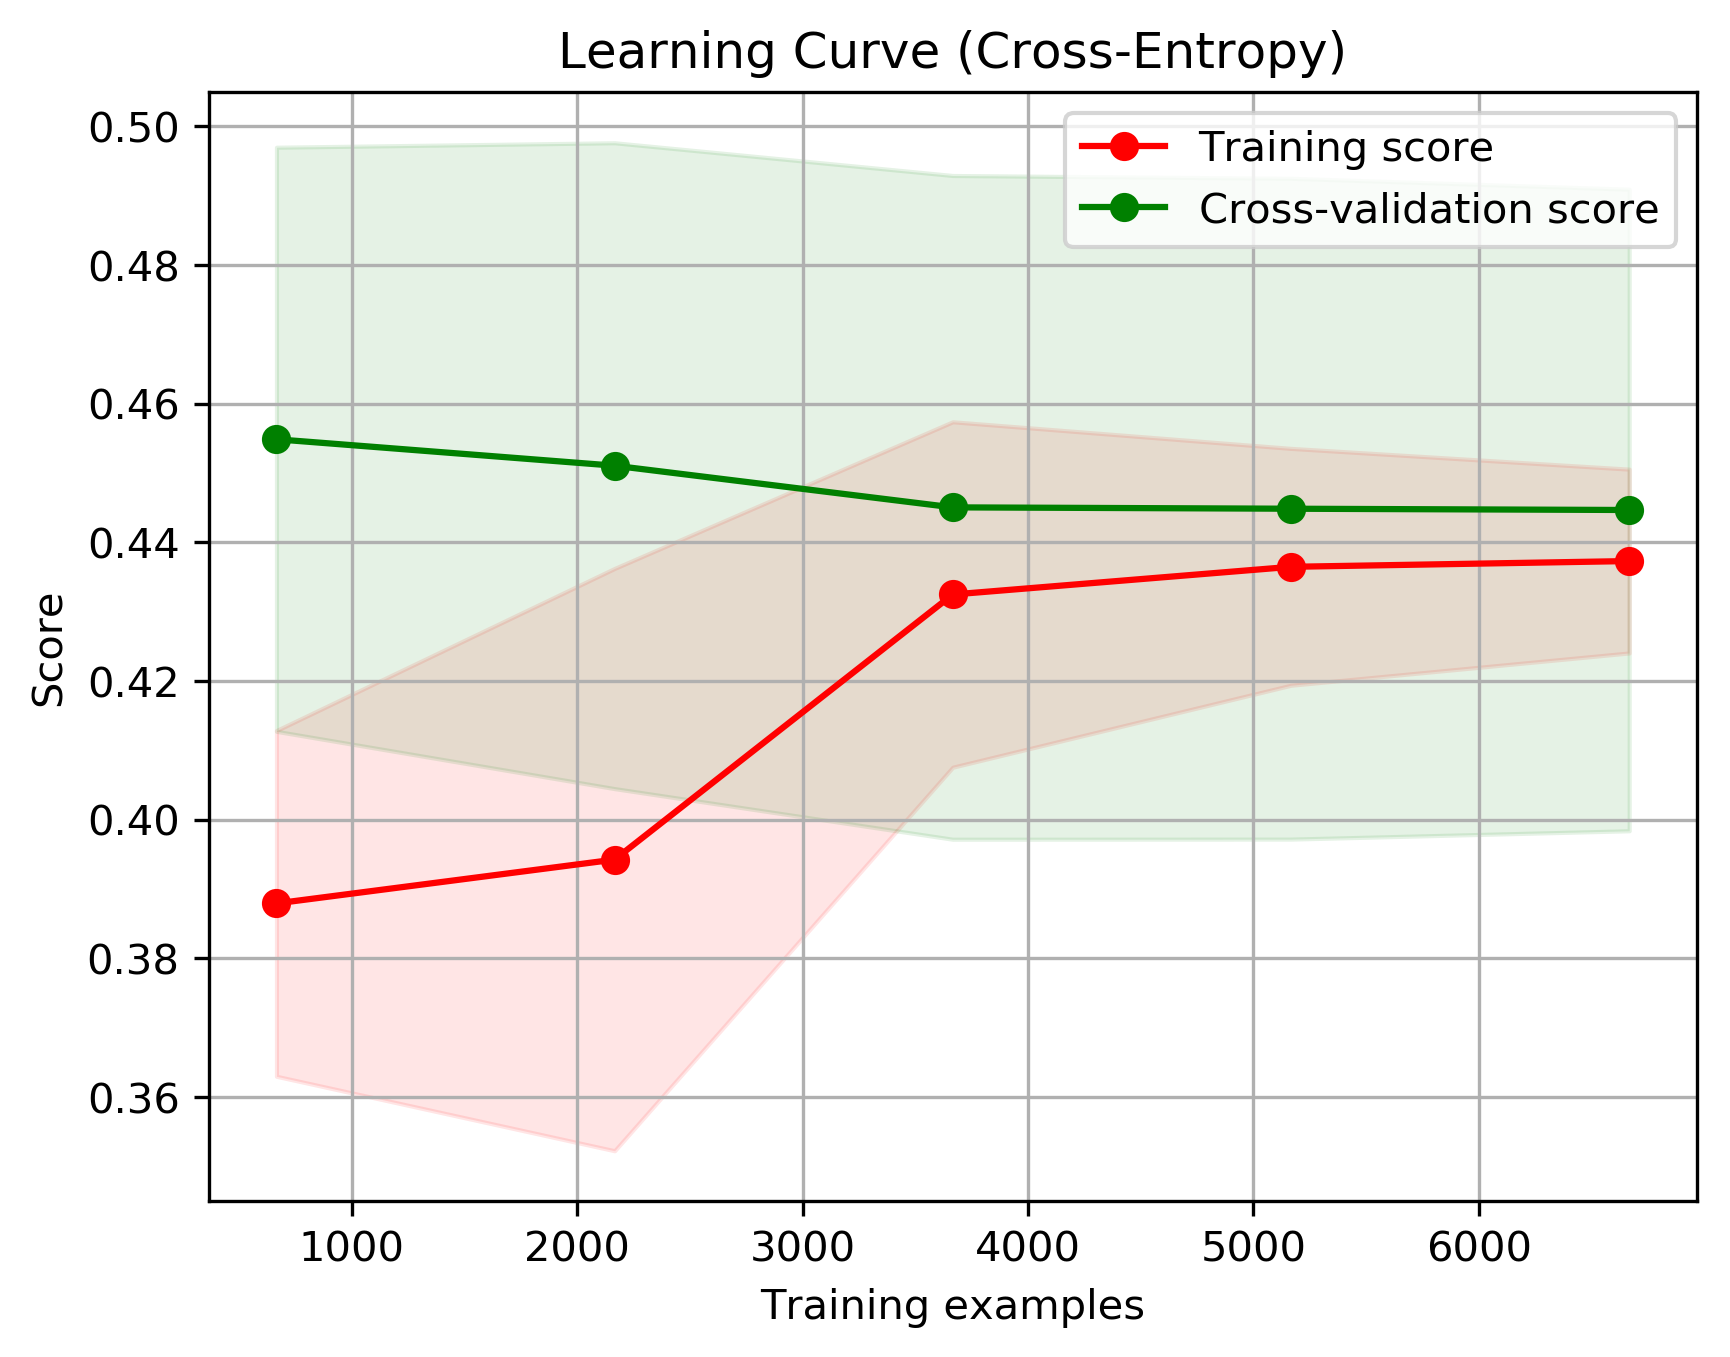 Learning Curve (Cross-Entropy)
Training score
Cross-validation score
0.50
0.48
0.46
0.44
0.42
0.40
0.38
0.36
Score
1000 2000 3000 4000 5000 6000
Training examples